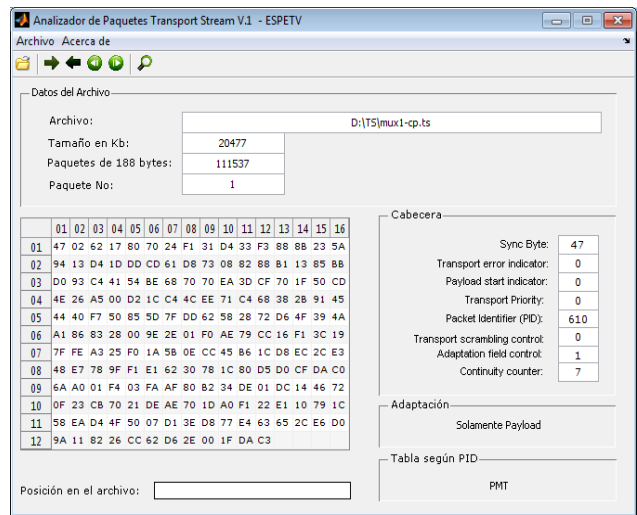 Analizador de Paquetes Transport Stream V.1 - ESPETV
Archivo Acerca de
Datos del Archivo
Archivo: D:\TS\mux1-cp.ts
Tamaño en Kb: 20477
Paquetes de 188 bytes: 111537
Paquete No: 1
01 02 03 04 05 06 07 08 09 10 11 12 13 14 15 16
01 47 02 62 17 80 70 24 F1 31 D4 33 F3 88 8B 23 5A
02 94 13 D4 1D DD CD 61 D8 73 08 82 88 B1 13 85 BB
03 D0 93 C4 41 54 BE 68 70 70 EA 3D CF 70 1F 50 CD
04 4E 26 A5 00 D2 1C C4 4C EE 71 C4 68 38 2B 91 45
05 44 40 F7 50 85 5D 7F DD 62 58 28 72 D6 4F 39 4A
06 A1 86 83 28 00 9E 2E 01 F0 AE 79 CC 16 F1 3C 19
07 7F FE A3 25 F0 1A 5B 0E CC 45 B6 1C D8 EC 2C E3
08 48 E7 78 9F F1 E1 62 30 78 1C 80 D5 D0 CF DA C0
09 6A A0 01 F4 03 FA AF 80 B2 34 DE 01 DC 14 46 72
10 0F 23 CB 70 21 DE AE 70 1D A0 F1 22 E1 10 79 1C
11 58 EA D4 4F 50 07 D1 3E D8 77 E4 63 65 2C E6 D0
12 9A 11 82 26 CC 62 D6 2E 00 1F DA C3
Posición en el archivo:
Cabecera
Sync Byte: 47
Transport error indicator: 0
Payload start indicator: 0
Transport Priority: 0
Packet Identifier (PID): 610
Transport scrambling control: 0
Adaptation field control: 1
Continuity counter: 7
Adaptación
Solamente Payload
Tabla según PID
PMT